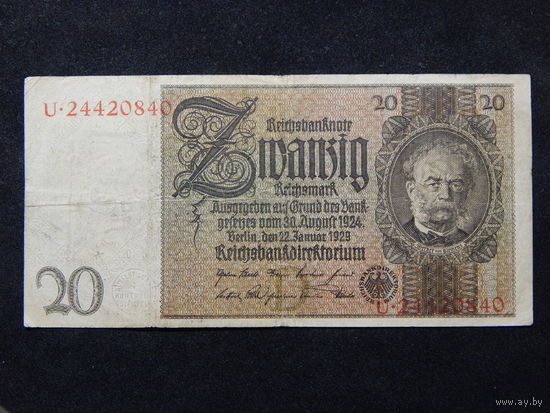 U·24420840
20 20
Reichsbanknote
Zwanzig
Reichsmark
Ausgegeben auf Grund des Bank-
gesetzes vom 30. August 1924
Berlin, den 22. Januar 1929
Reichsbankdirektorium
20
U·24420840
www.ay.by